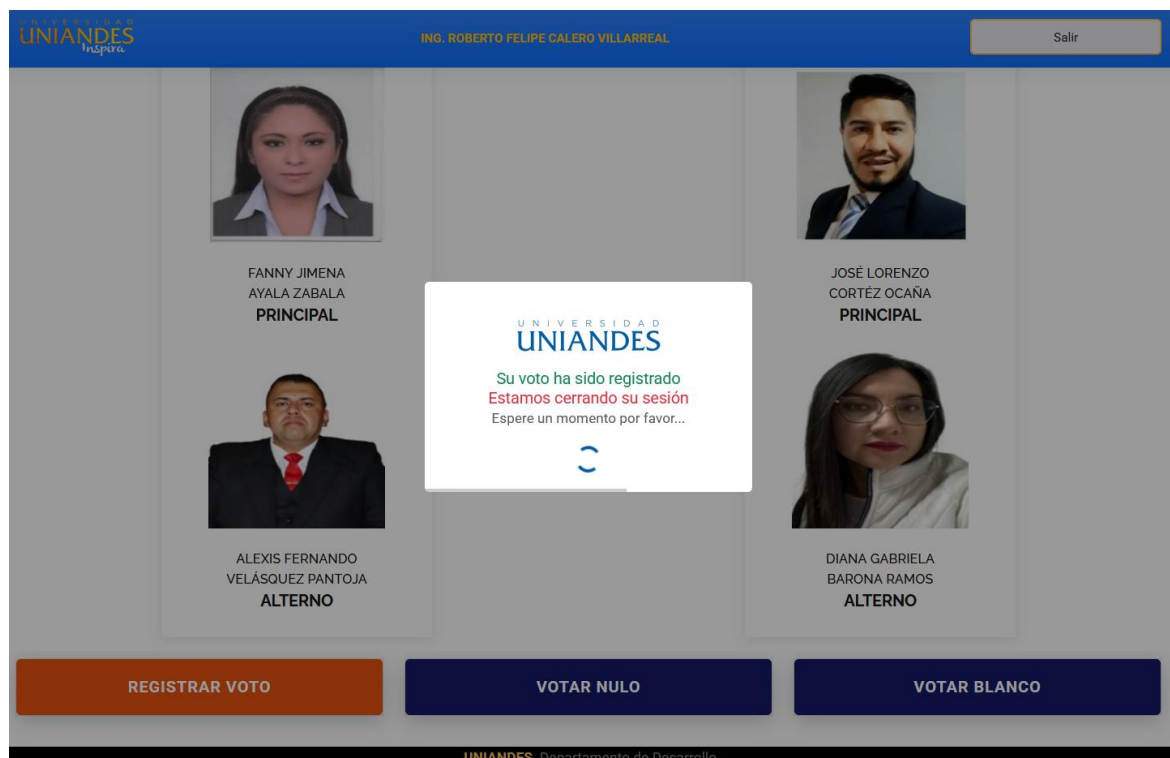 UNIVERSIDAD
UNIANDES
Inspira
ING. ROBERTO FELIPE CALERO VILLARREAL
Salir
FANNY JIMENA
AYALA ZABALA
PRINCIPAL
JOSÉ LORENZO
CORTÉZ OCAÑA
PRINCIPAL
UNIVERSIDAD
UNIANDES
Su voto ha sido registrado
Estamos cerrando su sesión
Espere un momento por favor...
ALEXIS FERNANDO
VELÁSQUEZ PANTOJA
ALTERNO
DIANA GABRIELA
BARONA RAMOS
ALTERNO
REGISTRAR VOTO
VOTAR NULO
VOTAR BLANCO
UNIANDES Departamento de Desarrollo